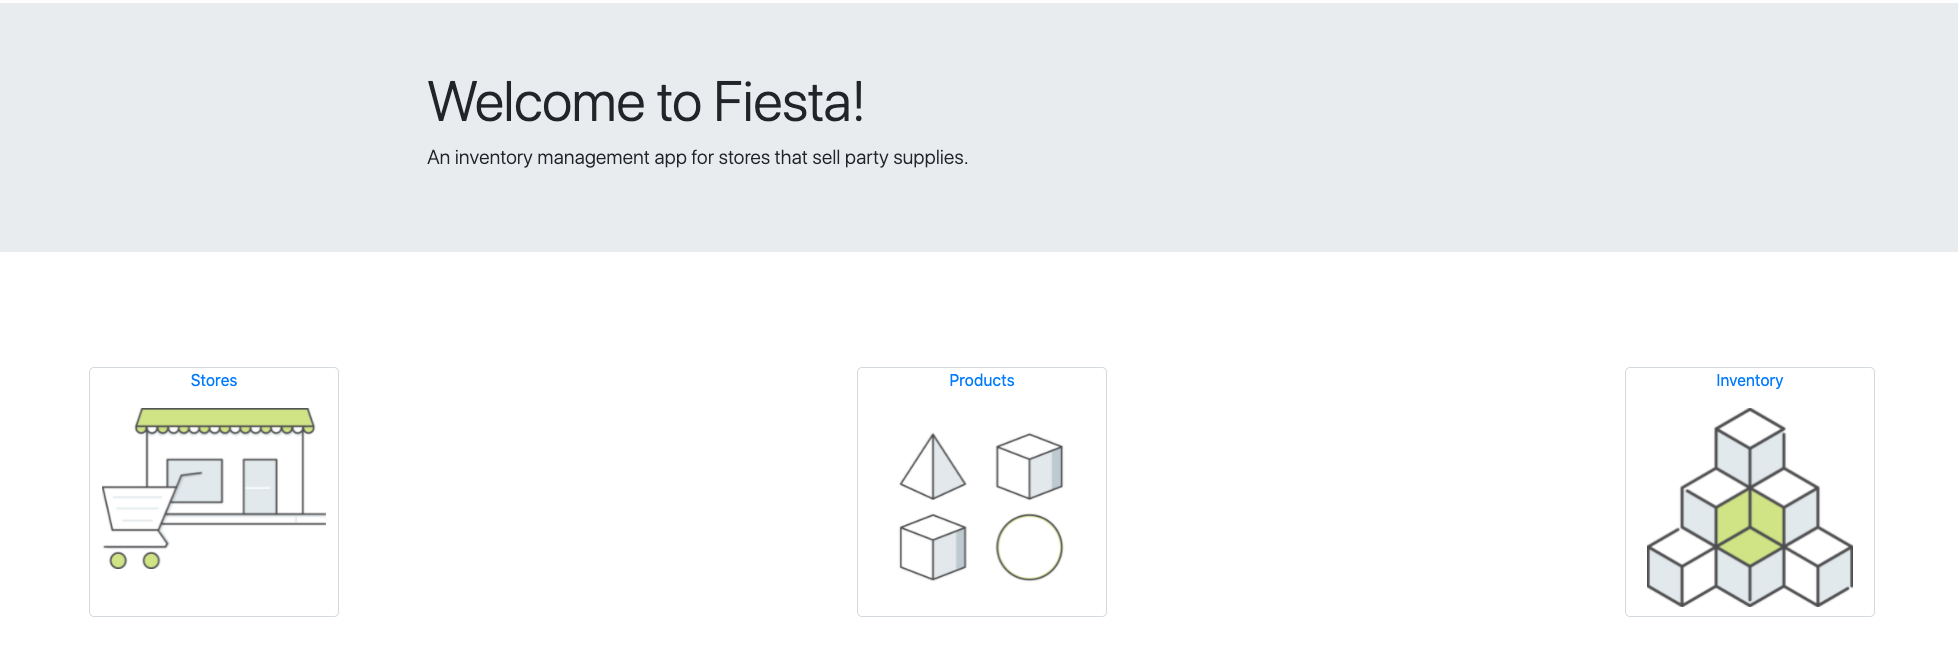 Welcome to Fiesta!
An inventory management app for stores that sell party supplies.
Stores
Products
Inventory